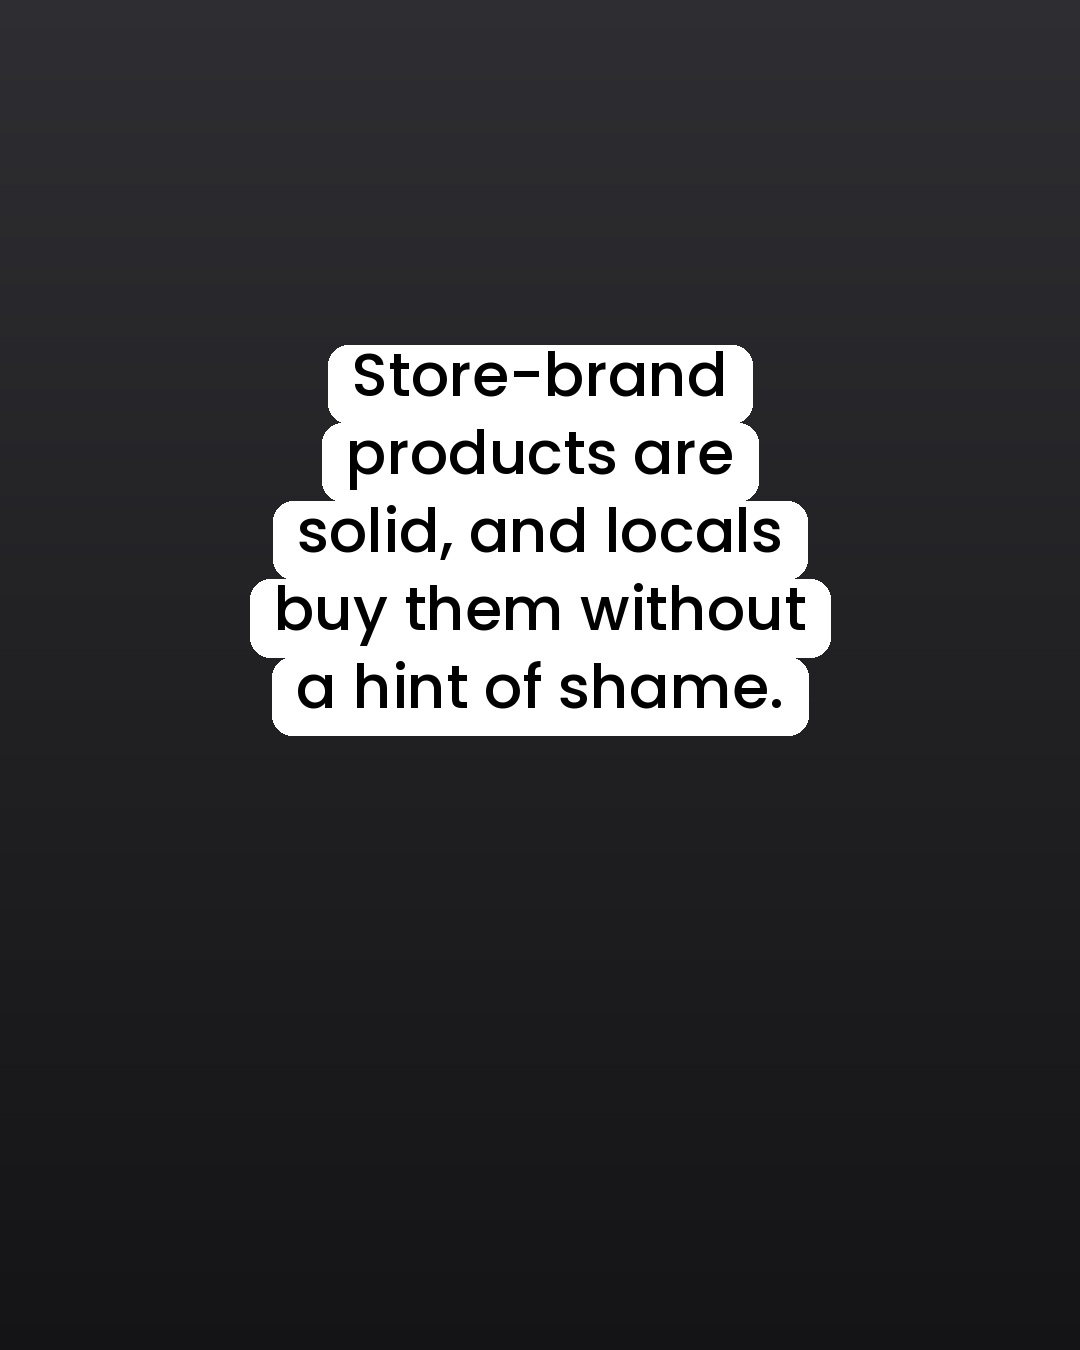 Store-brand
products are
solid, and locals
buy them without
a hint of shame.